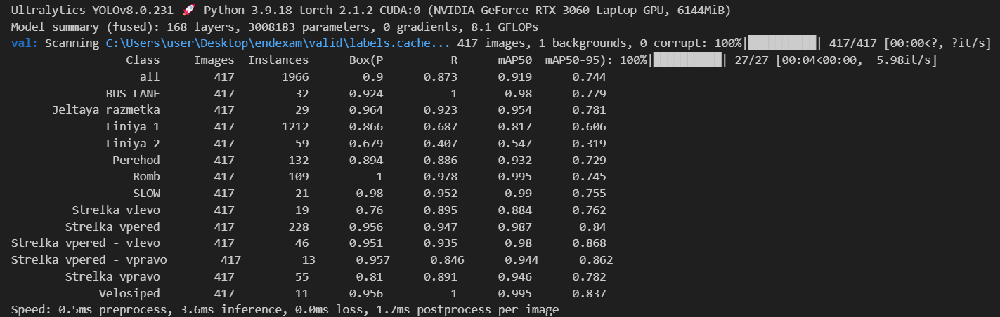 Ultralytics YOLOv8.0.231 🚀 Python-3.9.18 torch-2.1.2 CUDA:0 (NVIDIA GeForce RTX 3060 Laptop GPU, 6144MiB)
Model summary (fused): 168 layers, 3008183 parameters, 0 gradients, 8.1 GFLOPs
val: Scanning C:\Users\user\Desktop\endexam\valid\labels.cache... 417 images, 1 backgrounds, 0 corrupt: 100%|██████████| 417/417 [00:00<?, ?it/s]
Class Images Instances Box(P R mAP50 mAP50-95): 100%|██████████| 27/27 [00:04<00:00, 5.98it/s]
all 417 1966 0.9 0.873 0.919 0.744
BUS LANE 417 32 0.924 1 0.98 0.779
Jeltaya razmetka 417 29 0.964 0.923 0.954 0.781
Liniya 1 417 1212 0.866 0.687 0.817 0.606
Liniya 2 417 59 0.679 0.407 0.547 0.319
Perehod 417 132 0.894 0.886 0.932 0.729
Romb 417 109 1 0.978 0.995 0.745
SLOW 417 21 0.98 0.952 0.99 0.755
Strelka vlevo 417 19 0.76 0.895 0.884 0.762
Strelka vpered 417 228 0.956 0.947 0.987 0.84
Strelka vpered - vlevo 417 46 0.951 0.935 0.98 0.868
Strelka vpered - vpravo 417 13 0.957 0.846 0.944 0.862
Strelka vpravo 417 55 0.81 0.891 0.946 0.782
Velosiped 417 11 0.956 1 0.995 0.837
Speed: 0.5ms preprocess, 3.6ms inference, 0.0ms loss, 1.7ms postprocess per image